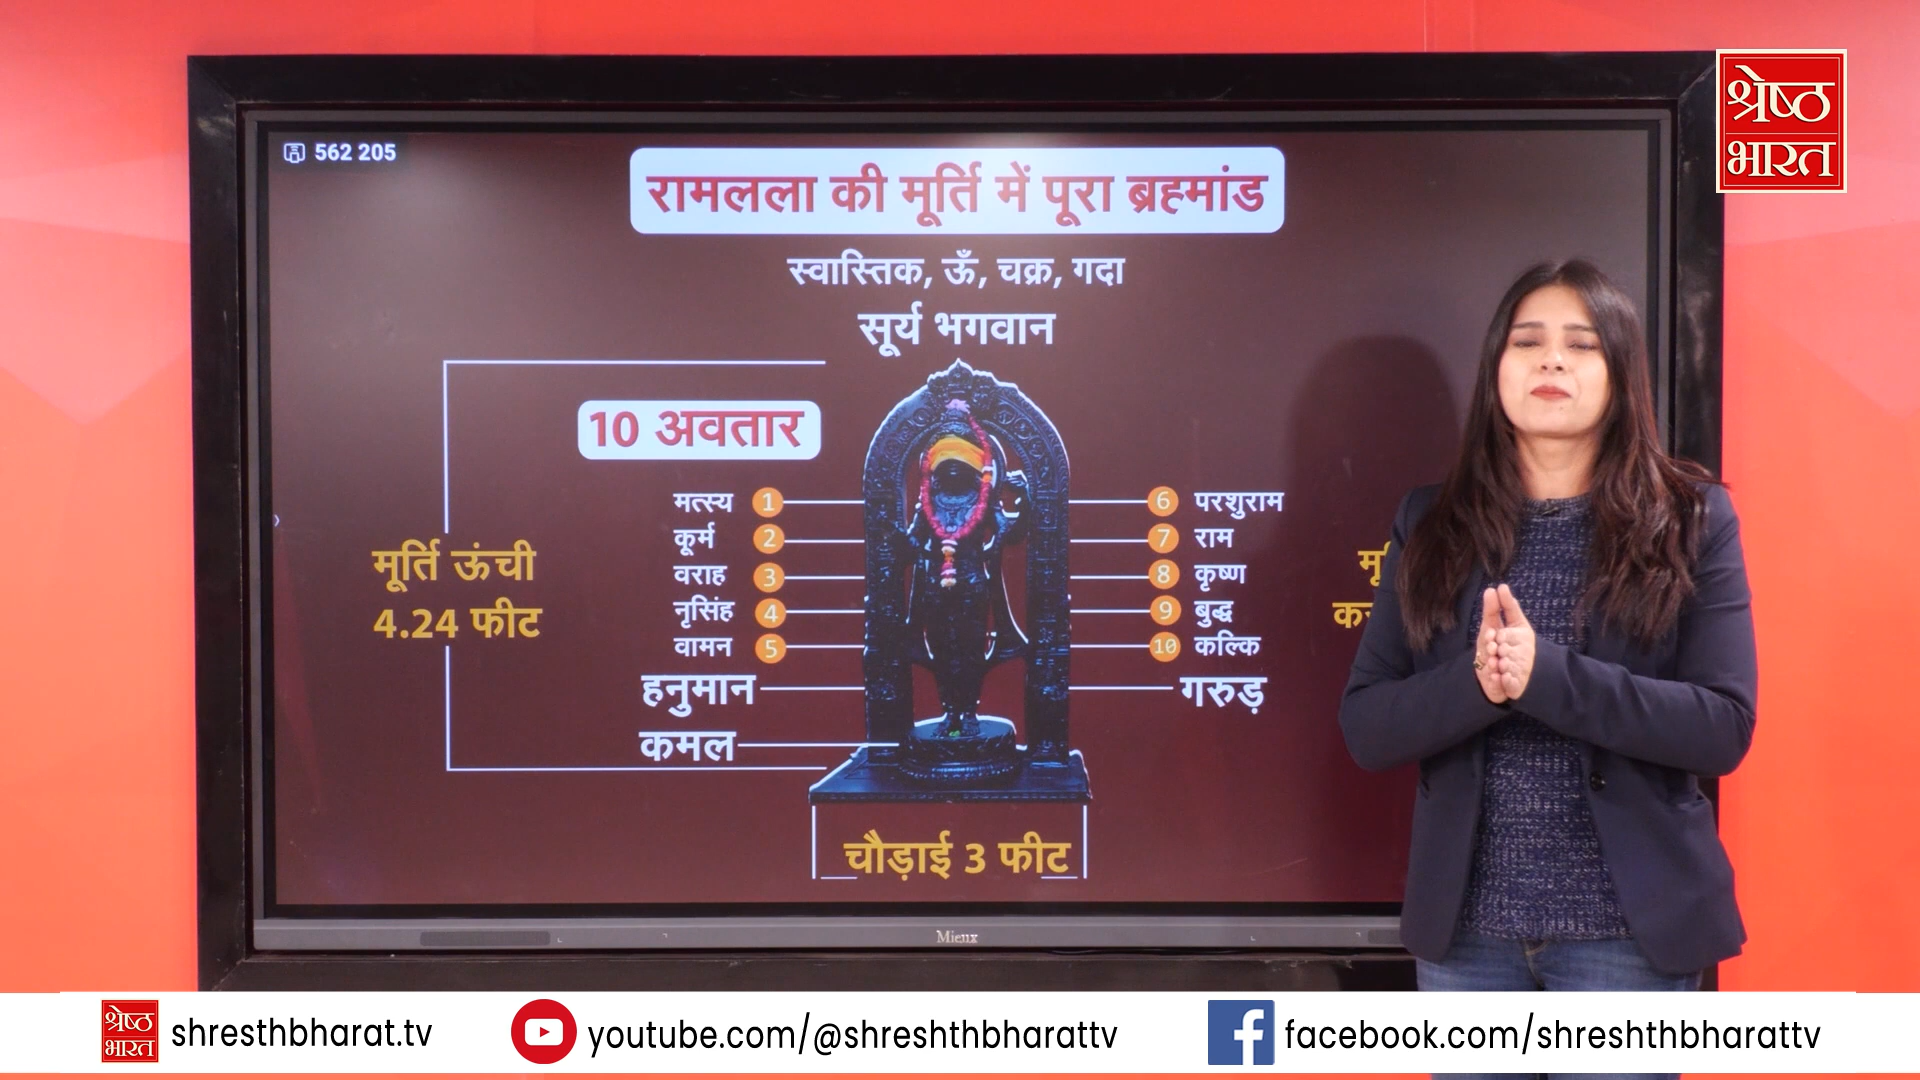 श्रेष्ठ
भारत
562 205
रामलला की मूर्ति में पूरा ब्रह्मांड
स्वास्तिक, ऊँ, चक्र, गदा
सूर्य भगवान
10 अवतार
मत्स्य 1
कूर्म 2
वराह 3
नृसिंह 4
वामन 5
हनुमान
कमल
6 परशुराम
7 राम
8 कृष्ण
9 बुद्ध
10 कल्कि
गरुड़
मूर्ति ऊंची
4.24 फीट
चौड़ाई 3 फीट
Mieux
श्रेष्ठ
भारत
shresthbharat.tv
youtube.com/@shreshthbharattv
facebook.com/shreshthbharattv